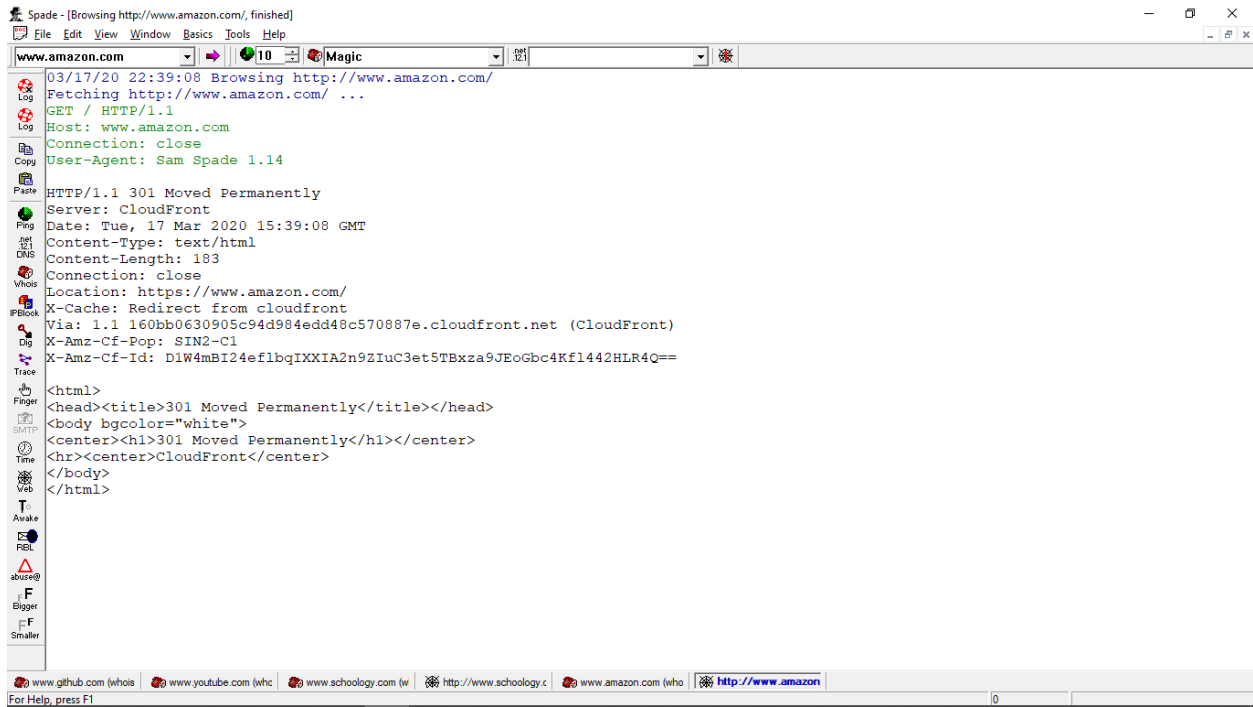 Spade - [Browsing http://www.amazon.com/, finished]
File Edit View Window Basics Tools Help
www.amazon.com 10 Magic .net .12.1
03/17/20 22:39:08 Browsing http://www.amazon.com/
Fetching http://www.amazon.com/ ...
GET / HTTP/1.1
Host: www.amazon.com
Connection: close
User-Agent: Sam Spade 1.14
HTTP/1.1 301 Moved Permanently
Server: CloudFront
Date: Tue, 17 Mar 2020 15:39:08 GMT
Content-Type: text/html
Content-Length: 183
Connection: close
Location: https://www.amazon.com/
X-Cache: Redirect from cloudfront
Via: 1.1 160bb0630905c94d984edd48c570887e.cloudfront.net (CloudFront)
X-Amz-Cf-Pop: SIN2-C1
X-Amz-Cf-Id: D1W4mBI24eflbqIXXIA2n9ZIuC3et5TBxza9JEoGbc4Kfl442HLR4Q==
<html>
<head><title>301 Moved Permanently</title></head>
<body bgcolor="white">
<center><h1>301 Moved Permanently</h1></center>
<hr><center>CloudFront</center>
</body>
</html>
Log
Log
Copy
Paste
Ping
.net
.12.1
DNS
Whois
IPBlock
Dig
Trace
Finger
SMTP
Time
Web
Awake
RBL
abuse@
Bigger
Smaller
www.github.com (whois www.youtube.com (whc www.schoology.com (w http://www.schoology.c www.amazon.com (who http://www.amazon
For Help, press F1 0